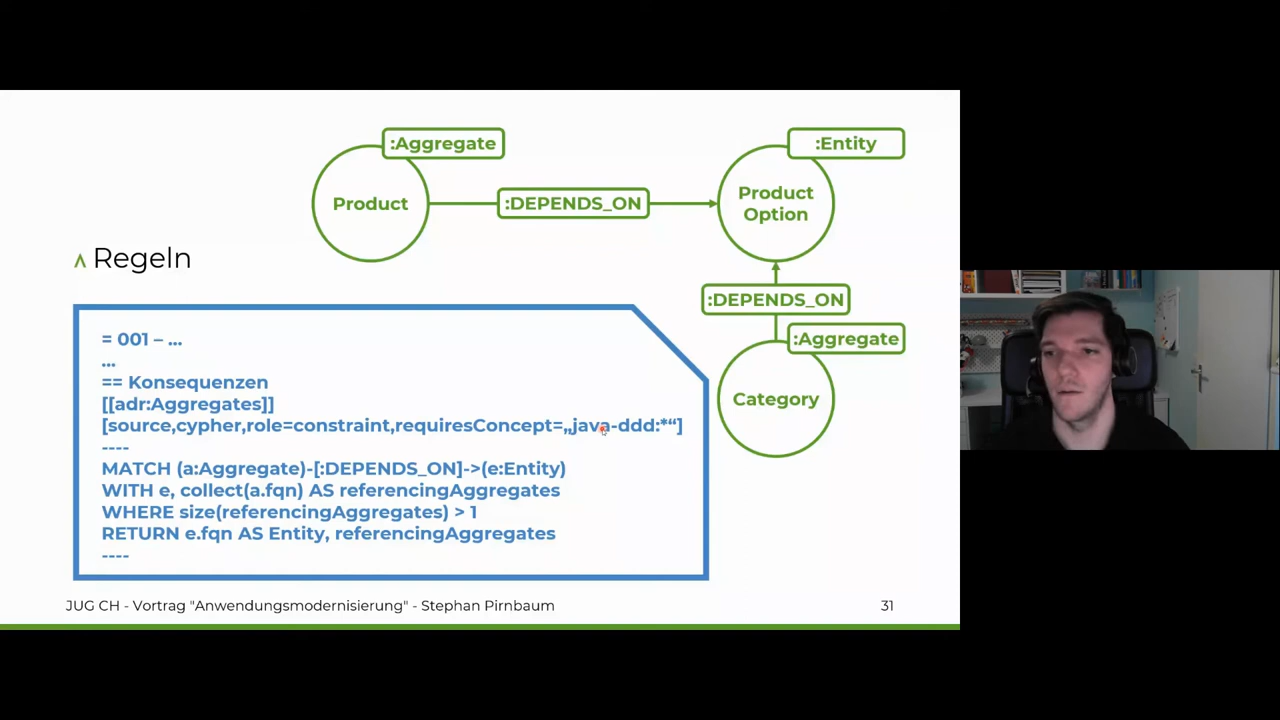 :Aggregate
:Entity
Product
:DEPENDS_ON
Product
Option
ʌ Regeln
:DEPENDS_ON
:Aggregate
Category
= 001 – ...
...
== Konsequenzen
[[adr:Aggregates]]
[source,cypher,role=constraint,requiresConcept=„java-ddd:*“]
----
MATCH (a:Aggregate)-[:DEPENDS_ON]->(e:Entity)
WITH e, collect(a.fqn) AS referencingAggregates
WHERE size(referencingAggregates) > 1
RETURN e.fqn AS Entity, referencingAggregates
----
JUG CH - Vortrag "Anwendungsmodernisierung" - Stephan Pirnbaum
31